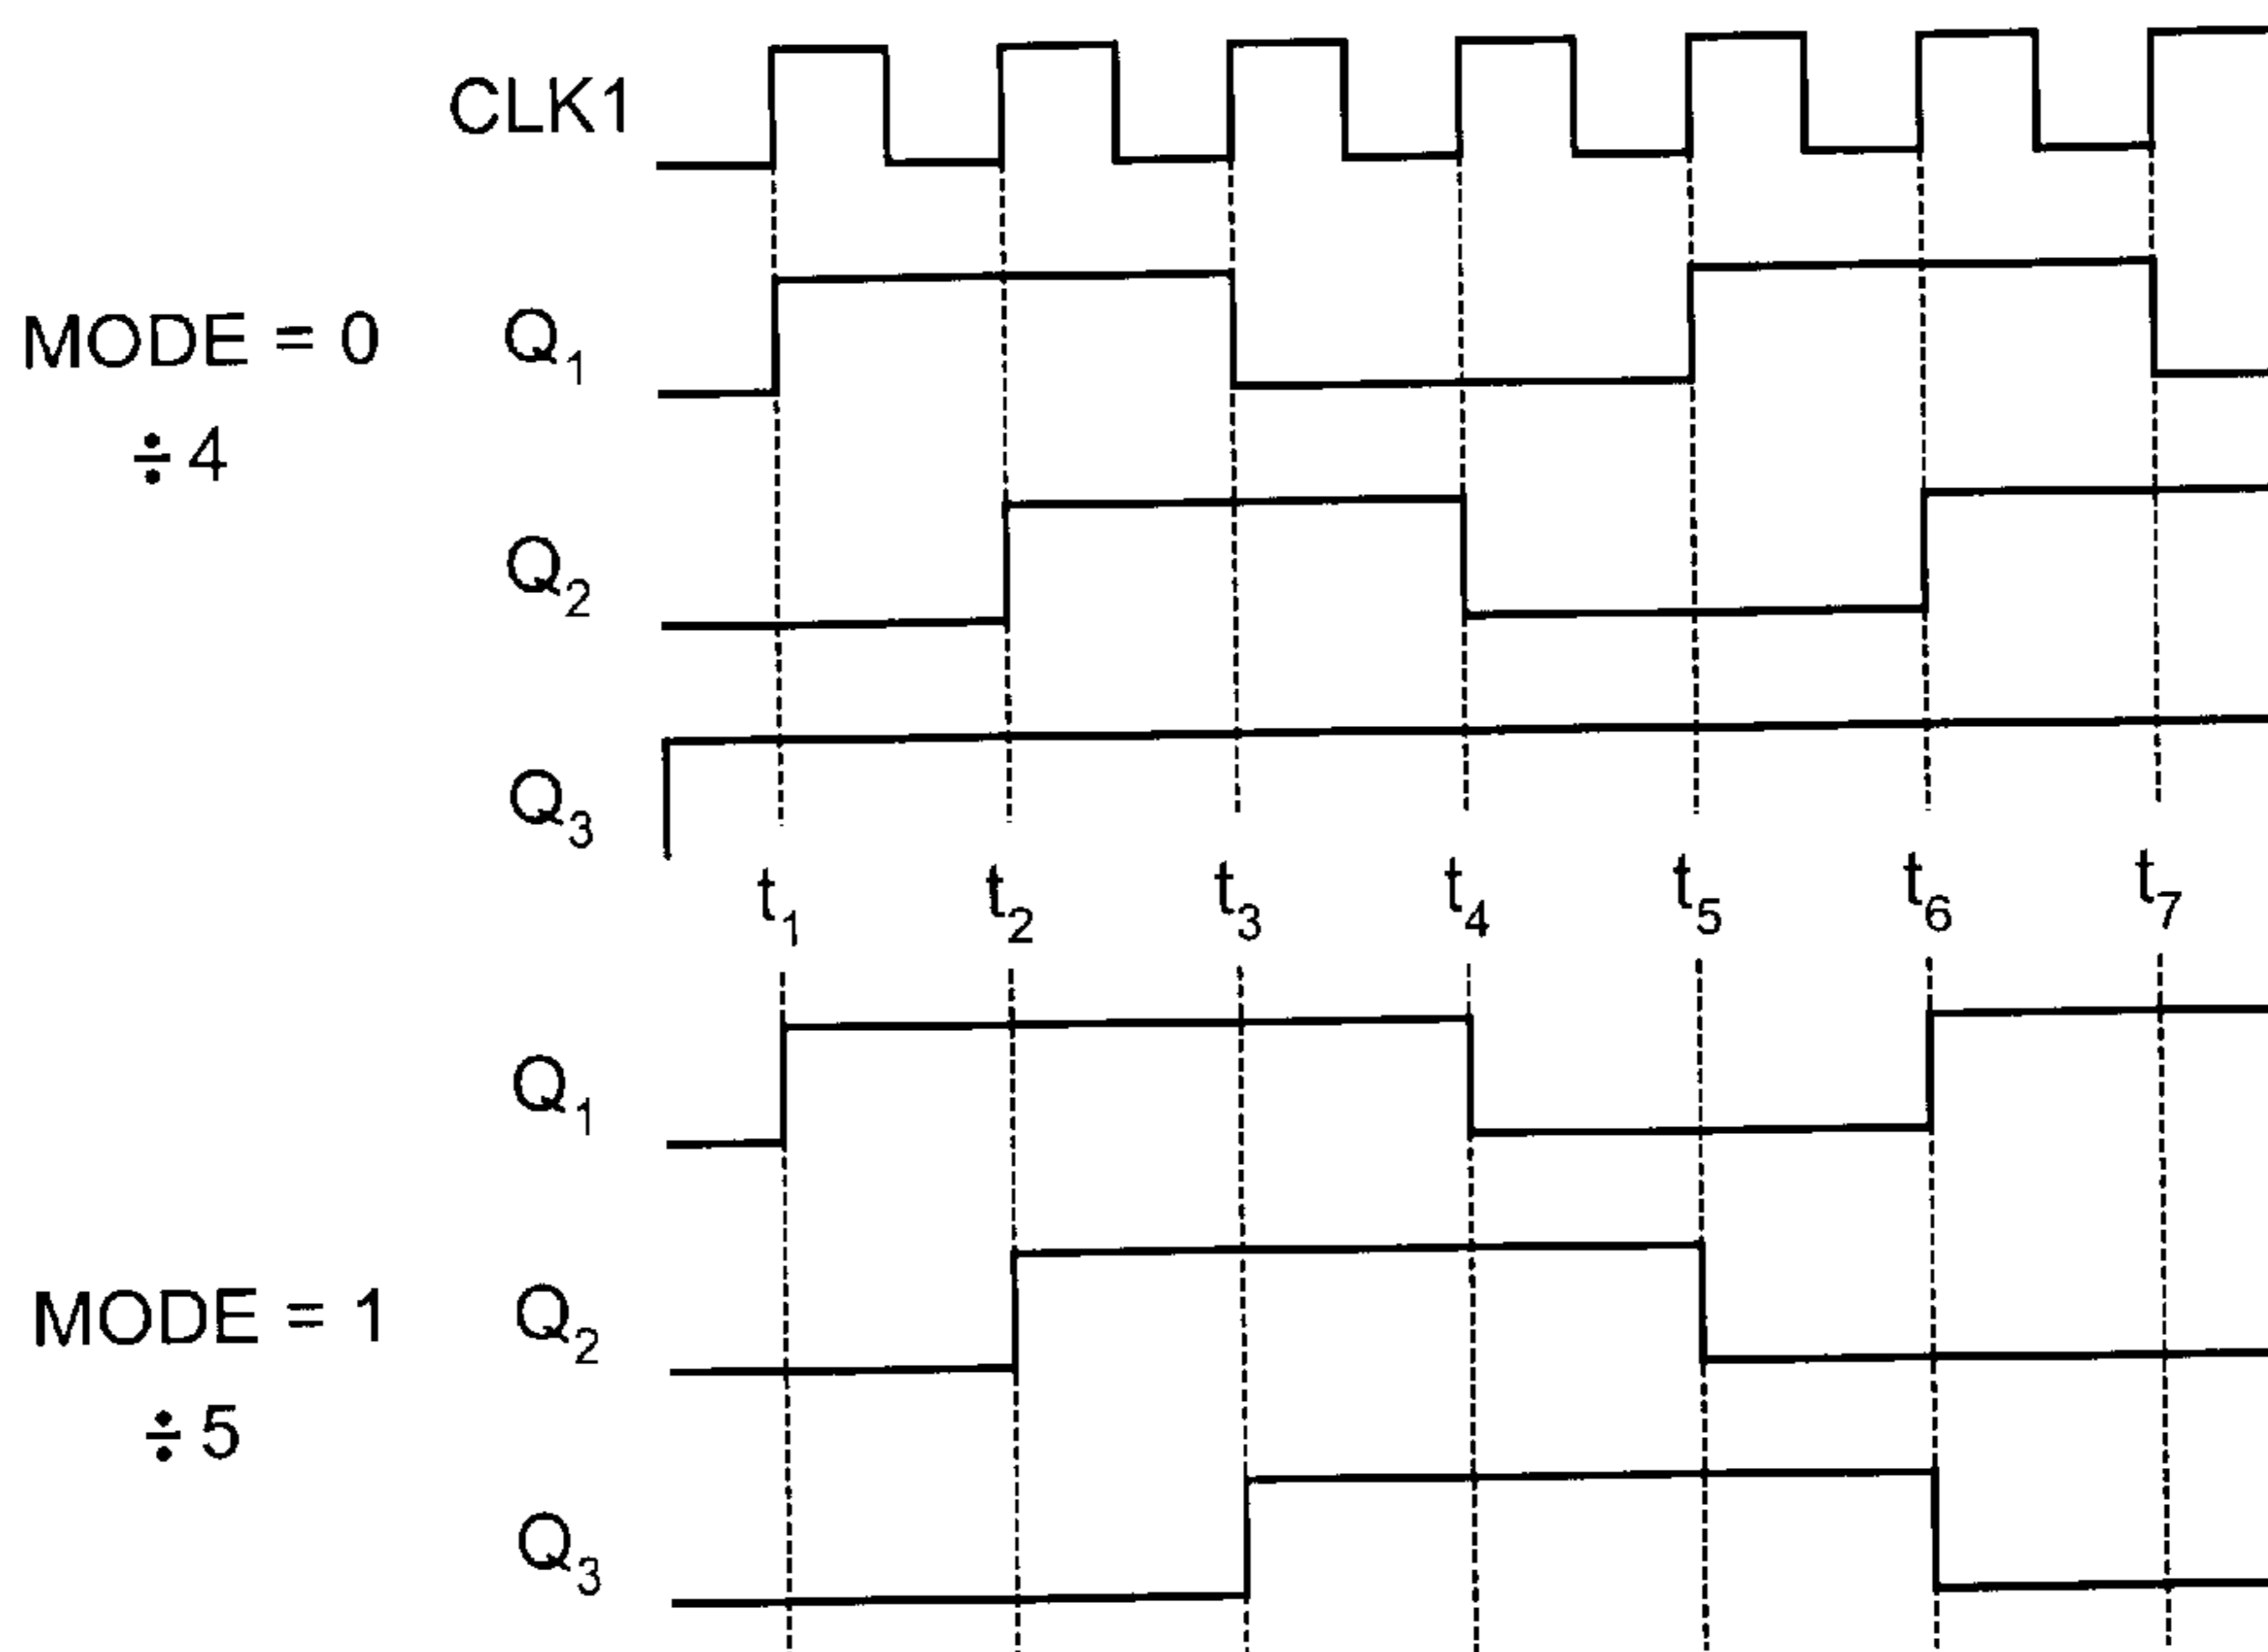 CLK1
MODE = 0
÷ 4
Q1
Q2
Q3
t1 t2 t3 t4 t5 t6 t7
Q1
MODE = 1
÷ 5
Q2
Q3